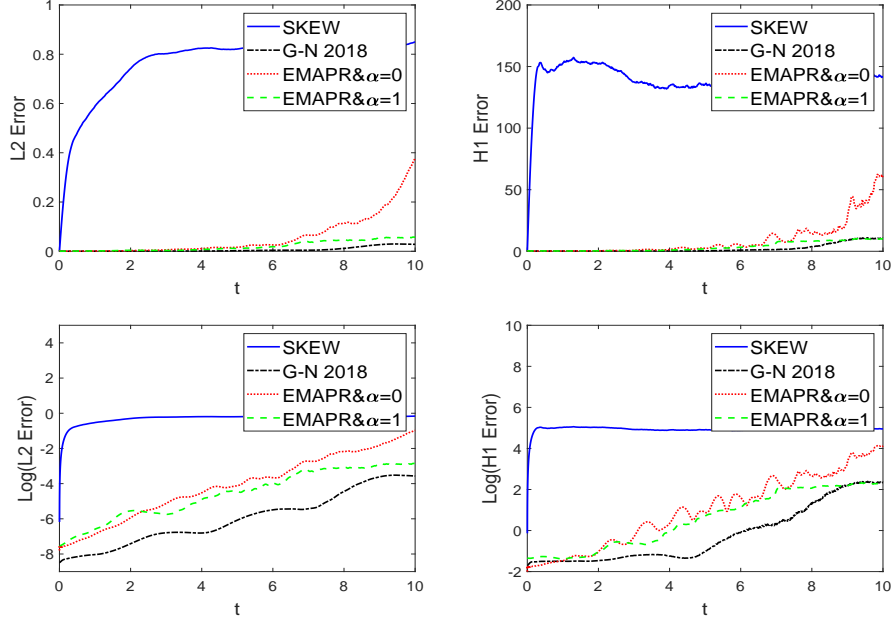 L2 Error
1
0.8
0.6
0.4
0.2
0
0 2 4 6 8 10
t
SKEW
G-N 2018
EMAPR&α=0
EMAPR&α=1
H1 Error
200
150
100
50
0
0 2 4 6 8 10
t
SKEW
G-N 2018
EMAPR&α=0
EMAPR&α=1
Log(L2 Error)
4
2
0
-2
-4
-6
-8
0 2 4 6 8 10
t
SKEW
G-N 2018
EMAPR&α=0
EMAPR&α=1
Log(H1 Error)
10
8
6
4
2
0
-2
0 2 4 6 8 10
t
SKEW
G-N 2018
EMAPR&α=0
EMAPR&α=1